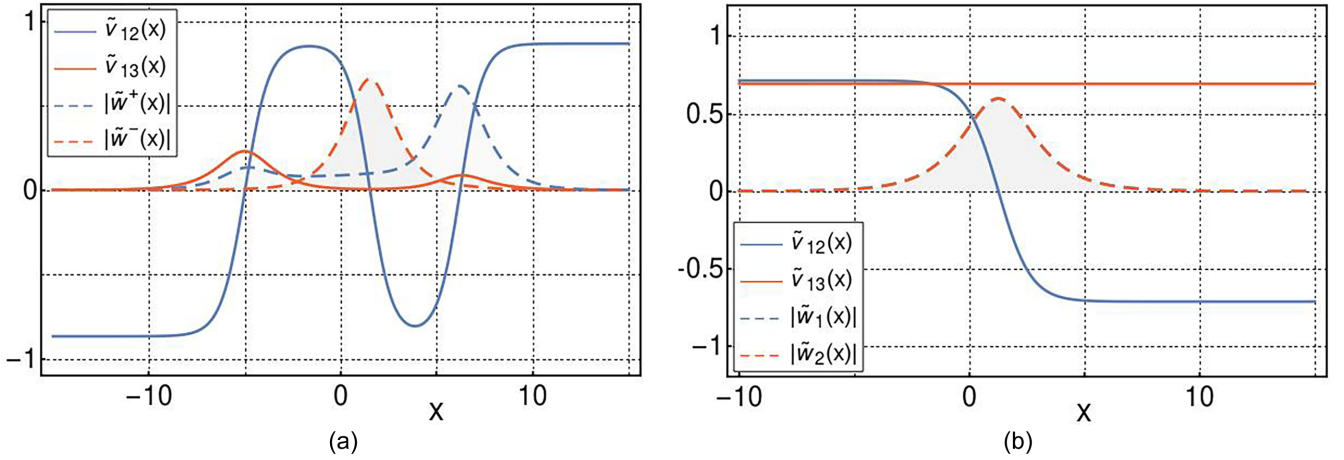 1
0
−1
ṽ12(x)
ṽ13(x)
|w̃+(x)|
|w̃−(x)|
−10
0
10
x
(a)
1
0.5
0
-0.5
−1
ṽ12(x)
ṽ13(x)
|w̃1(x)|
|w̃2(x)|
−10
0
10
x
(b)